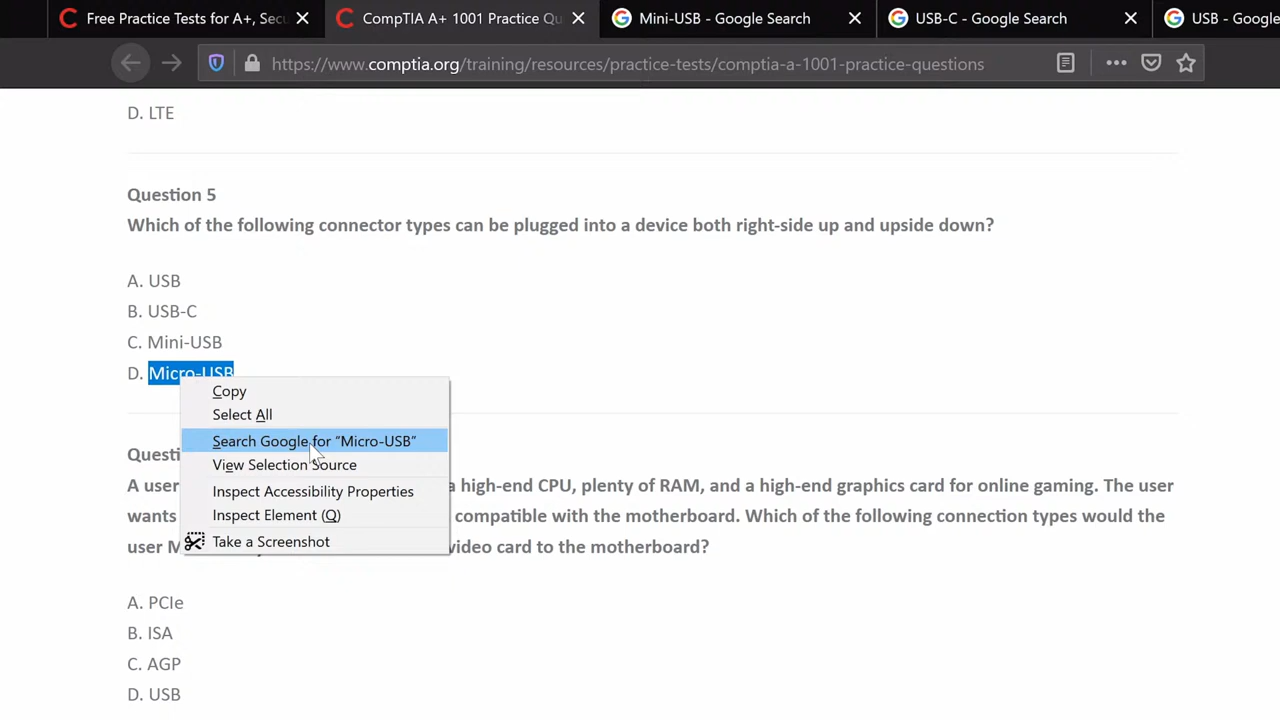 Free Practice Tests for A+, Secu
CompTIA A+ 1001 Practice Qu
Mini-USB - Google Search
USB-C - Google Search
USB - Google
https://www.comptia.org/training/resources/practice-tests/comptia-a-1001-practice-questions
D. LTE
Question 5
Which of the following connector types can be plugged into a device both right-side up and upside down?
A. USB
B. USB-C
C. Mini-USB
D. Micro-USB
Copy
Select All
Search Google for “Micro-USB”
View Selection Source
Inspect Accessibility Properties
Inspect Element (Q)
Take a Screenshot
Questi
A user a high-end CPU, plenty of RAM, and a high-end graphics card for online gaming. The user
wants compatible with the motherboard. Which of the following connection types would the
user M video card to the motherboard?
A. PCIe
B. ISA
C. AGP
D. USB